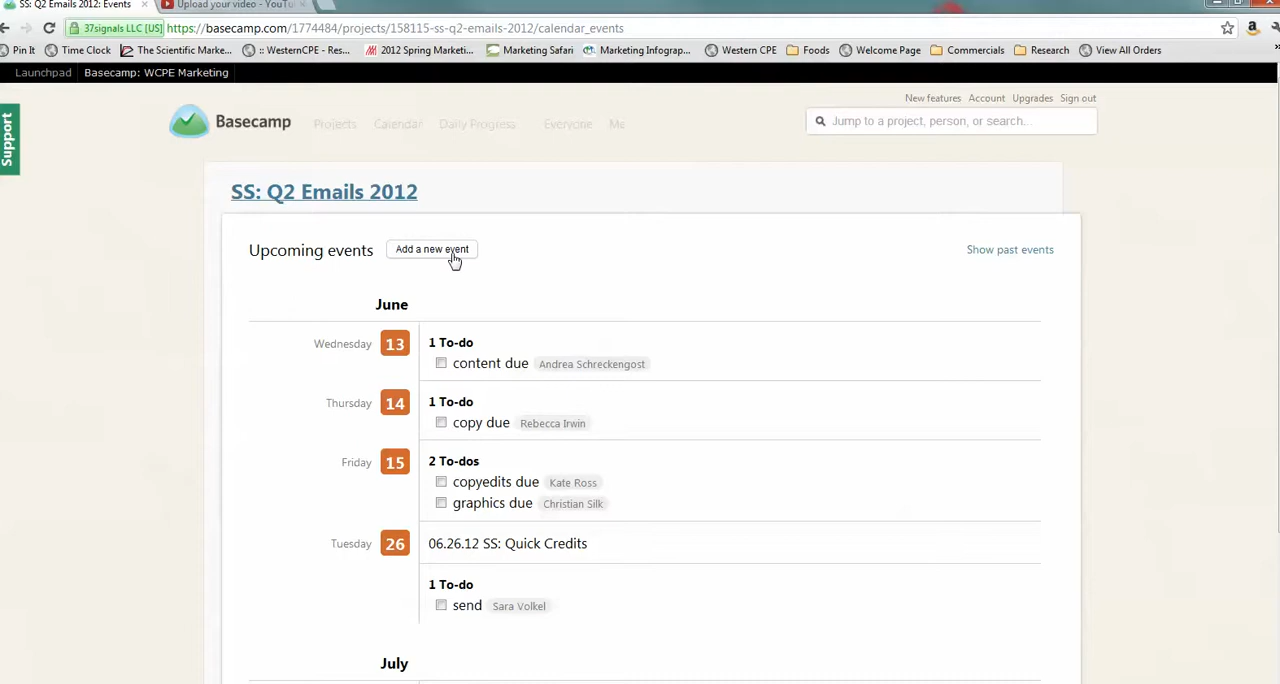 SS: Q2 Emails 2012: Events
Upload your video - YouTu
37signals LLC [US]
https://basecamp.com/1774484/projects/158115-ss-q2-emails-2012/calendar_events
Pin It
Time Clock
The Scientific Marke...
:: WesternCPE - Res...
2012 Spring Marketi...
Marketing Safari
Marketing Infograp...
Western CPE
Foods
Welcome Page
Commercials
Research
View All Orders
Launchpad
Basecamp: WCPE Marketing
Support
New features Account Upgrades Sign out
Basecamp
Projects Calendar Daily Progress Everyone Me
Jump to a project, person, or search...
SS: Q2 Emails 2012
Upcoming events
Add a new event
Show past events
June
Wednesday 13
1 To-do
content due Andrea Schreckengost
Thursday 14
1 To-do
copy due Rebecca Irwin
Friday 15
2 To-dos
copyedits due Kate Ross
graphics due Christian Silk
Tuesday 26
06.26.12 SS: Quick Credits
1 To-do
send Sara Volkel
July